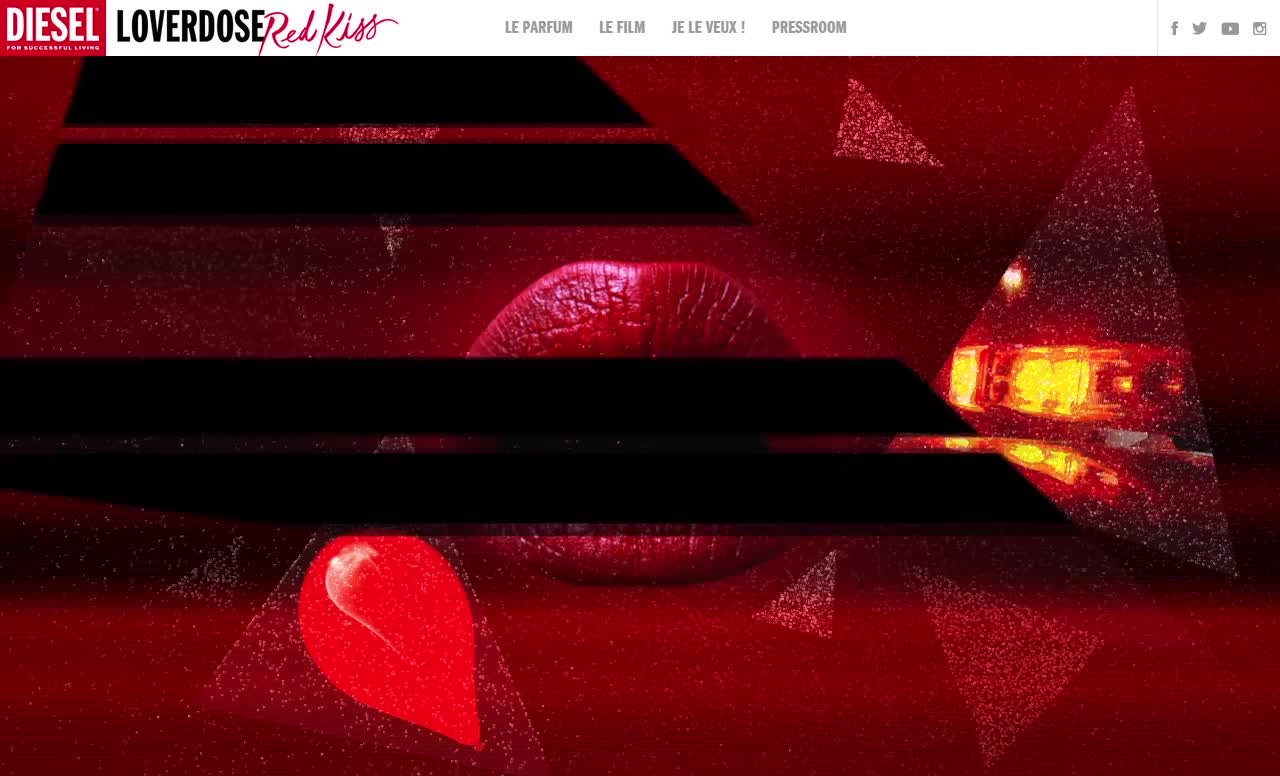 DIESEL
FOR SUCCESSFUL LIVING
LOVERDOSE Red Kiss
LE PARFUM
LE FILM
JE LE VEUX !
PRESSROOM